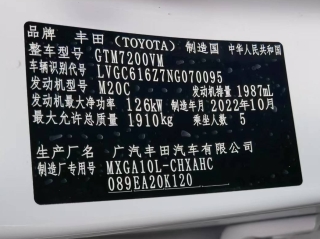 品牌 丰田（TOYOTA） 制造国 中华人民共和国
整车型号 GTM7200VM
车辆识别代号 LVGC616Z7NG070095
发动机型号 M20C 发动机排量 1987mL
发动机最大净功率 126kW 制造年月 2022年10月
最大允许总质量 1910kg 乘坐人数 5
生产厂名 广汽丰田汽车有限公司
制造厂专用号 MXGA10L-CHXAHC
089EA20K120